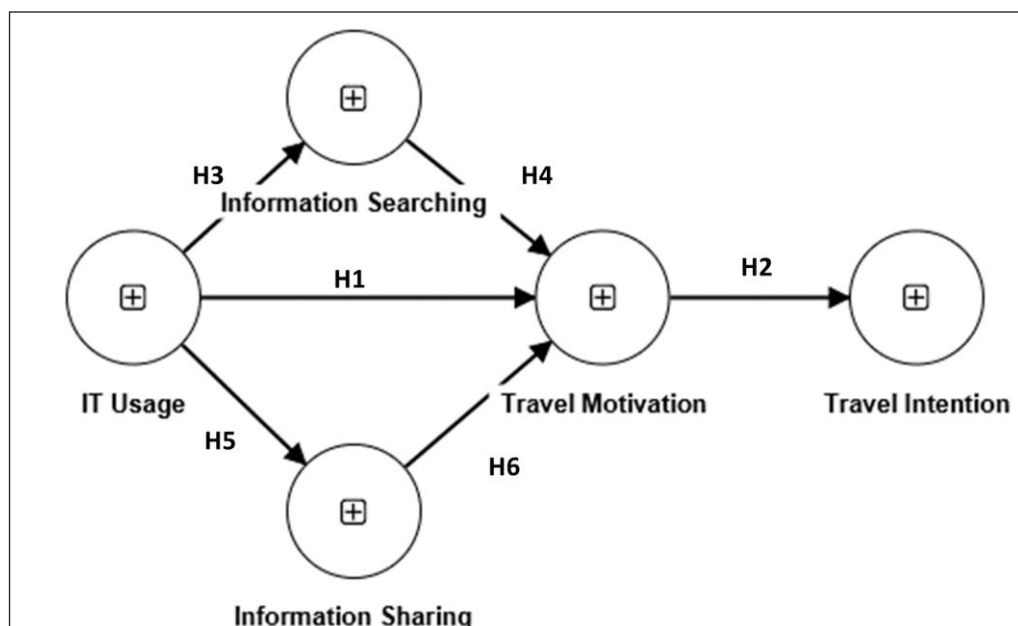 H3
H4
Information Searching
H1
H2
IT Usage
Travel Motivation
Travel Intention
H5
H6
Information Sharing